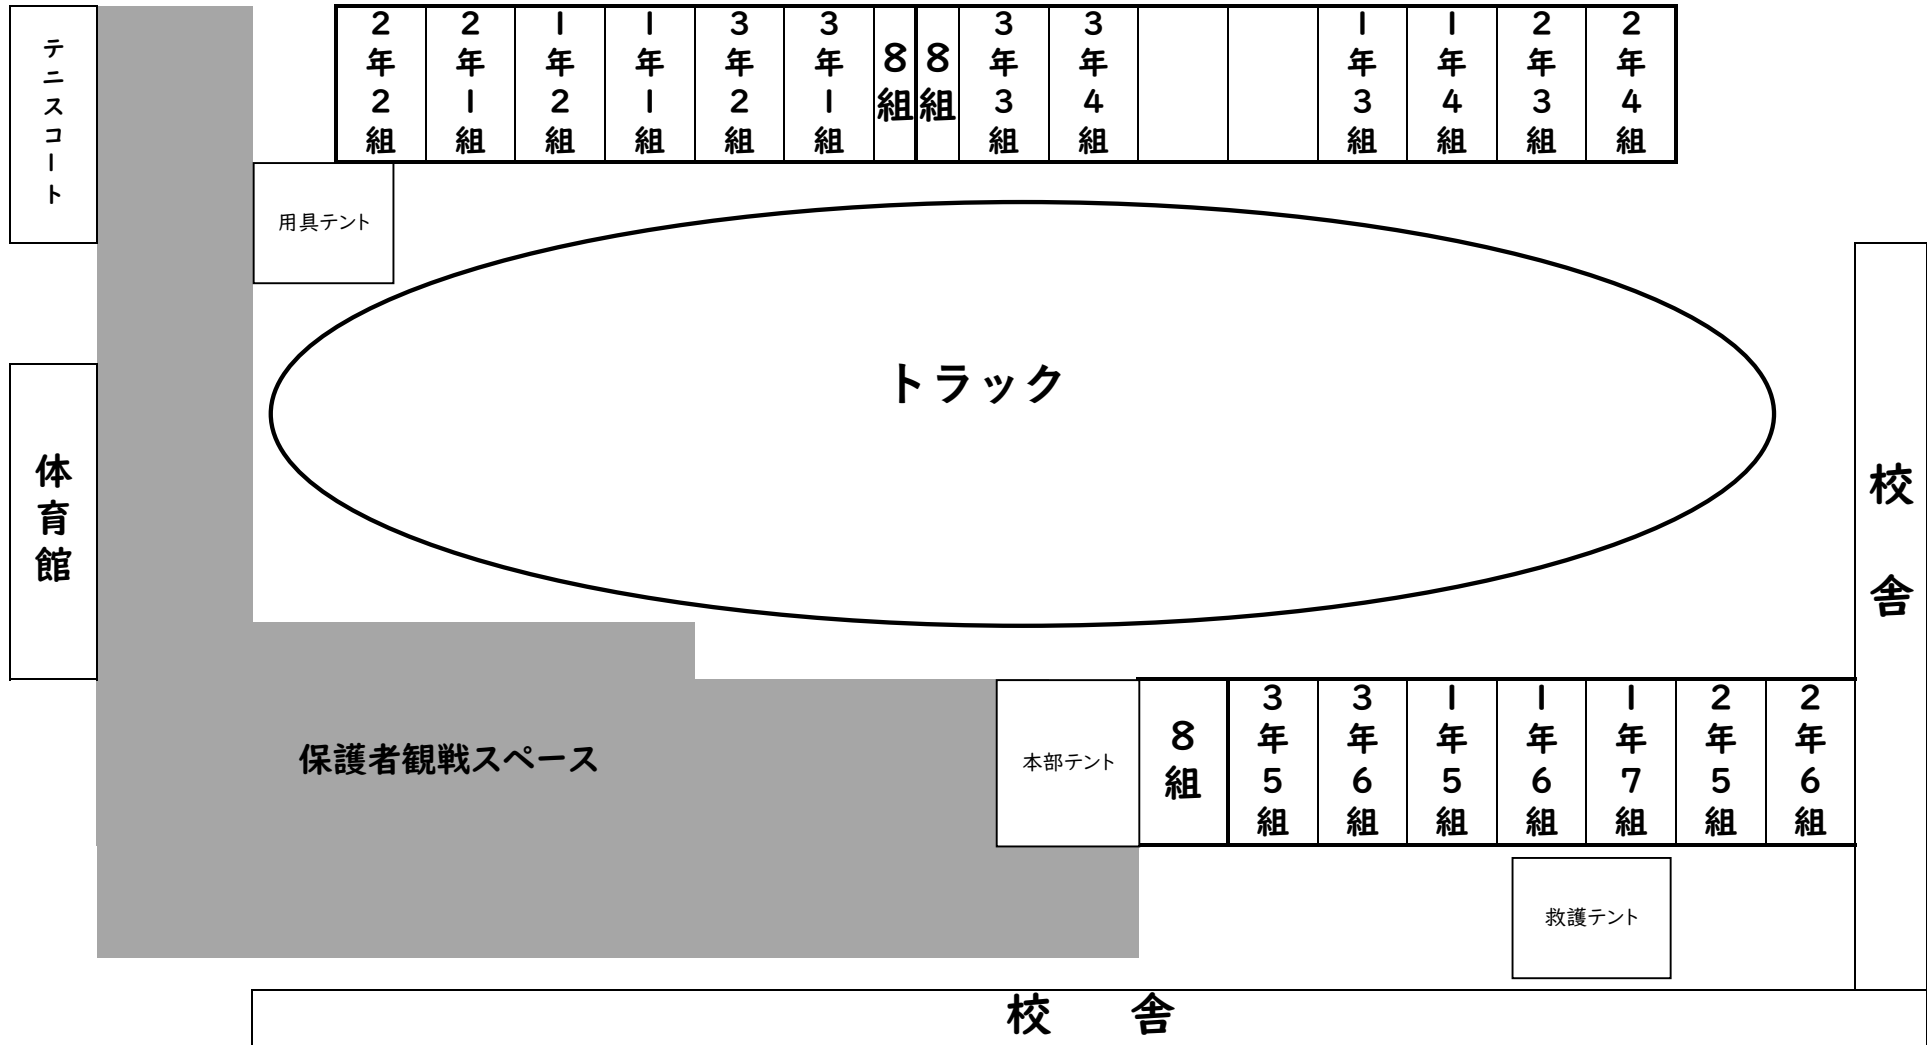 テニスコート
2年2組
2年1組
1年2組
1年1組
3年2組
3年1組
8組
8組
3年3組
3年4組
1年3組
1年4組
2年3組
2年4組
用具テント
トラック
体育館
校舎
保護者観戦スペース
本部テント
8組
3年5組
3年6組
1年5組
1年6組
1年7組
2年5組
2年6組
救護テント
校　舎